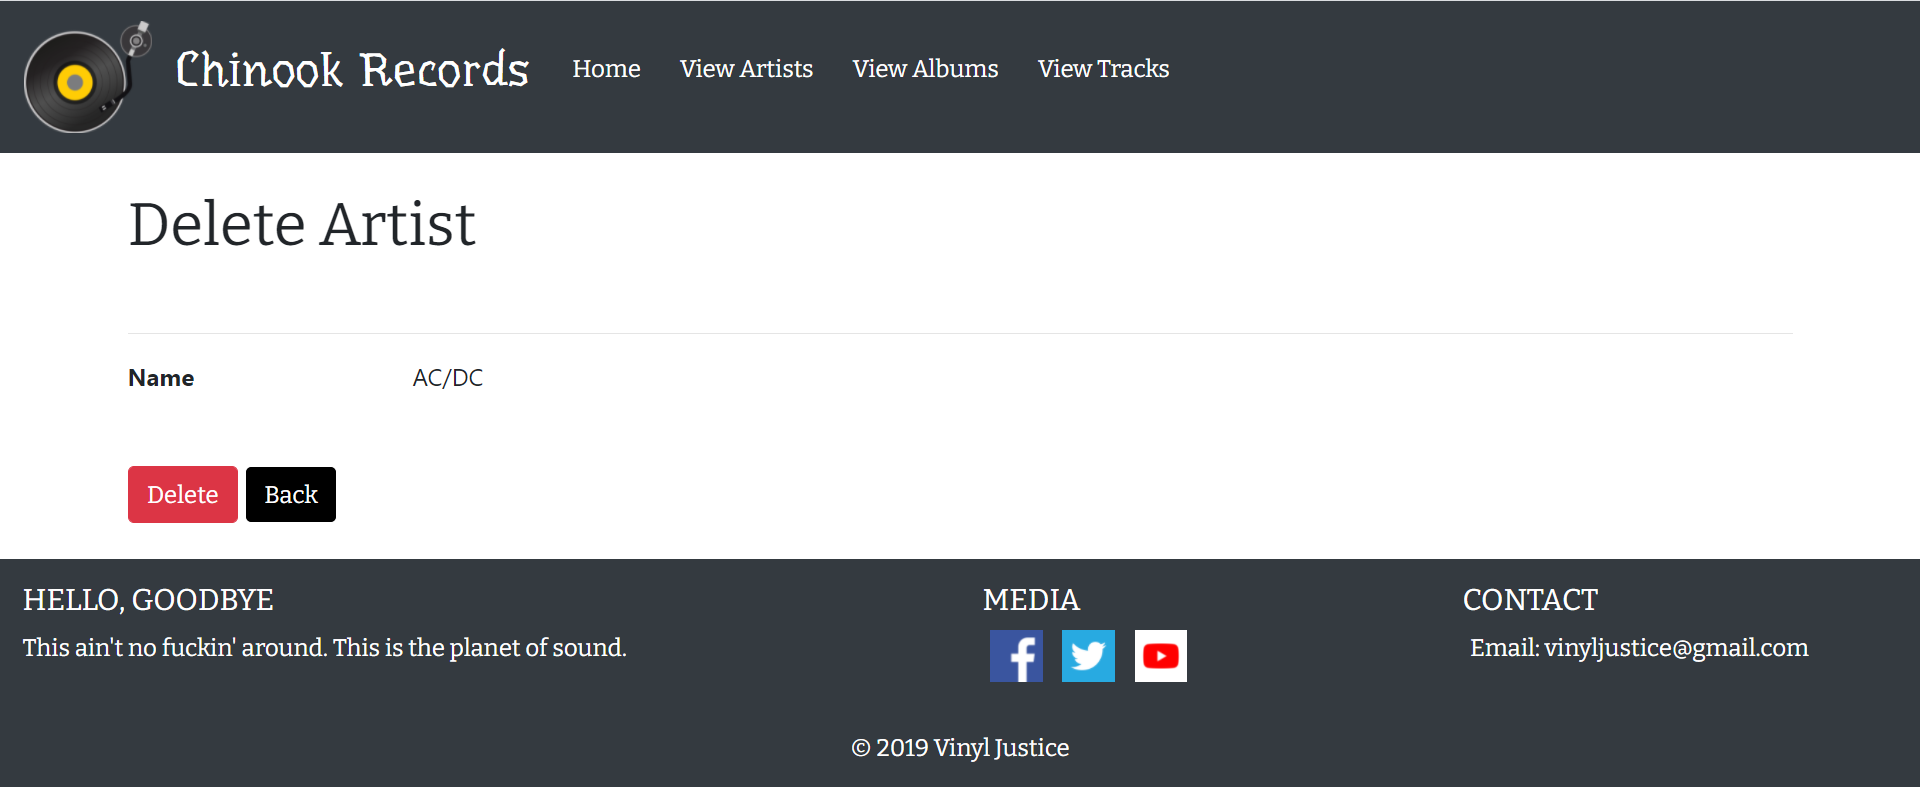 Chinook Records
Home
View Artists
View Albums
View Tracks
Delete Artist
Name
AC/DC
Delete
Back
HELLO, GOODBYE
This ain't no fuckin' around. This is the planet of sound.
MEDIA
CONTACT
Email: vinyljustice@gmail.com
© 2019 Vinyl Justice